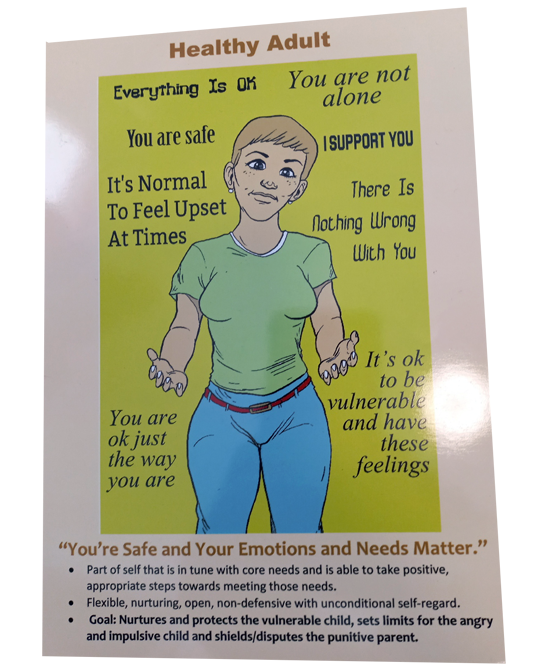 Healthy Adult
Everything Is OK
You are not
alone
You are safe
I SUPPORT YOU
It's Normal
To Feel Upset
At Times
There Is
Nothing Wrong
With You
It's ok
to be
vulnerable
and have
these
feelings
You are
ok just
the way
you are
“You’re Safe and Your Emotions and Needs Matter.”
• Part of self that is in tune with core needs and is able to take positive,
appropriate steps towards meeting those needs.
• Flexible, nurturing, open, non-defensive with unconditional self-regard.
• Goal: Nurtures and protects the vulnerable child, sets limits for the angry
and impulsive child and shields/disputes the punitive parent.